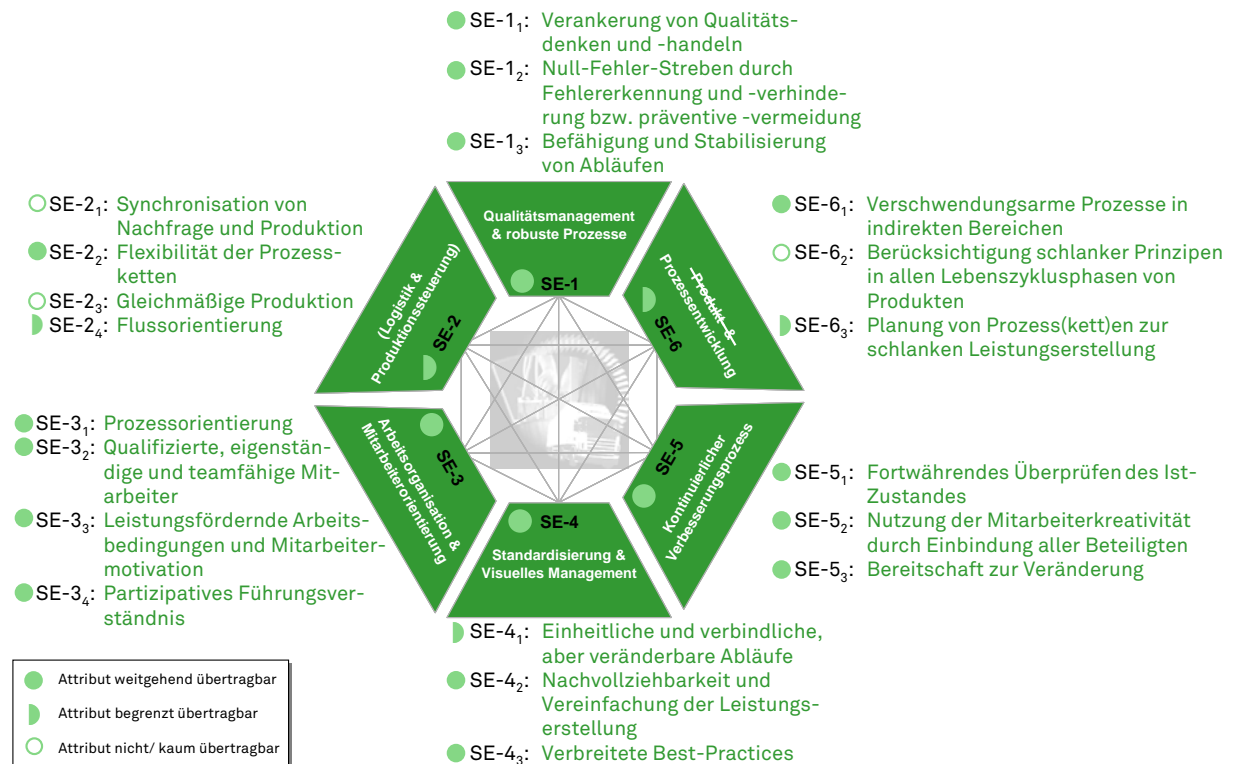 SE-1₁: Verankerung von Qualitäts-
denken und -handeln
SE-1₂: Null-Fehler-Streben durch
Fehlererkennung und -verhinde-
rung bzw. präventive -vermeidung
SE-1₃: Befähigung und Stabilisierung
von Abläufen
SE-2₁: Synchronisation von
Nachfrage und Produktion
SE-2₂: Flexibilität der Prozess-
ketten
SE-2₃: Gleichmäßige Produktion
SE-2₄: Flussorientierung
Qualitätsmanagement
& robuste Prozesse
SE-1
(Logistik &
Produktionssteuerung)
SE-2
Produkt- &
Prozessentwicklung
SE-6
SE-6₁: Verschwendungsarme Prozesse in
indirekten Bereichen
SE-6₂: Berücksichtigung schlanker Prinzipen
in allen Lebenszyklusphasen von
Produkten
SE-6₃: Planung von Prozess(kett)en zur
schlanken Leistungserstellung
SE-3₁: Prozessorientierung
SE-3₂: Qualifizierte, eigenstän-
dige und teamfähige Mit-
arbeiter
SE-3₃: Leistungsfördernde Arbeits-
bedingungen und Mitarbeiter-
motivation
SE-3₄: Partizipatives Führungsver-
ständnis
SE-3
Arbeitsorganisation &
Mitarbeiterorientierung
SE-4
Standardisierung &
Visuelles Management
SE-5
Kontinuierlicher
Verbesserungsprozess
SE-5₁: Fortwährendes Überprüfen des Ist-
Zustandes
SE-5₂: Nutzung der Mitarbeiterkreativität
durch Einbindung aller Beteiligten
SE-5₃: Bereitschaft zur Veränderung
SE-4₁: Einheitliche und verbindliche,
aber veränderbare Abläufe
SE-4₂: Nachvollziehbarkeit und
Vereinfachung der Leistungs-
erstellung
SE-4₃: Verbreitete Best-Practices
Attribut weitgehend übertragbar
Attribut begrenzt übertragbar
Attribut nicht/ kaum übertragbar